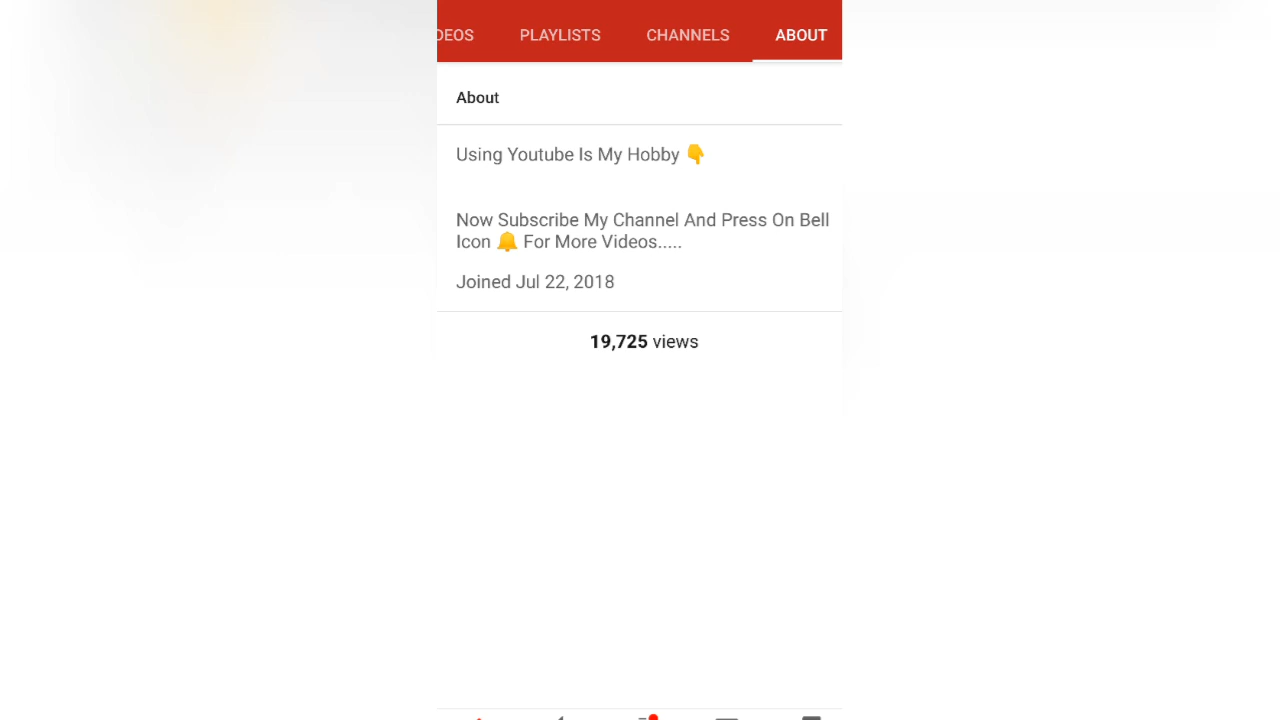 DEOS PLAYLISTS CHANNELS ABOUT
About
Using Youtube Is My Hobby 👇
Now Subscribe My Channel And Press On Bell
Icon 🔔 For More Videos.....
Joined Jul 22, 2018
19,725 views